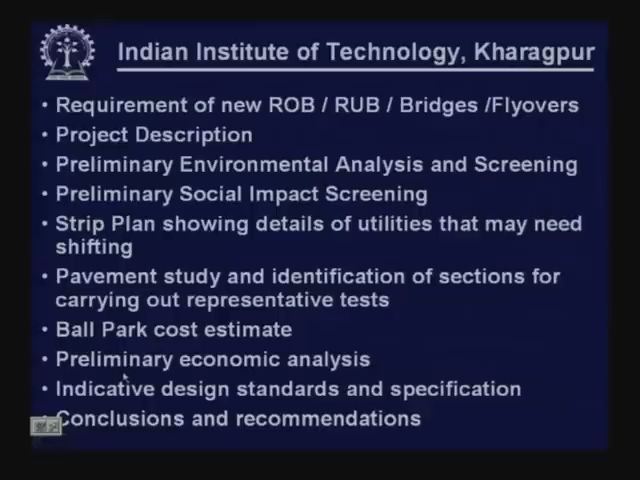 Indian Institute of Technology, Kharagpur
• Requirement of new ROB / RUB / Bridges /Flyovers
• Project Description
• Preliminary Environmental Analysis and Screening
• Preliminary Social Impact Screening
• Strip Plan showing details of utilities that may need
shifting
• Pavement study and identification of sections for
carrying out representative tests
• Ball Park cost estimate
• Preliminary economic analysis
• Indicative design standards and specification
• Conclusions and recommendations